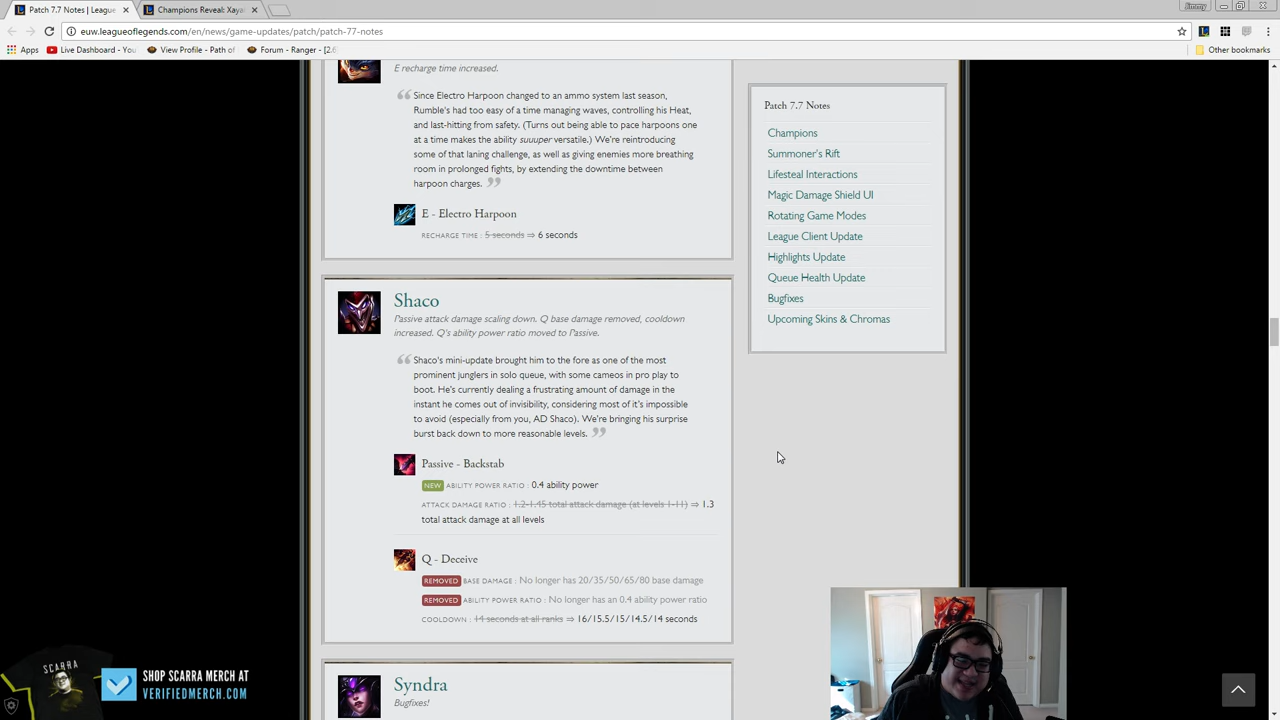 Patch 7.7 Notes | League
Champions Reveal: Xaya
Jimmy
euw.leagueoflegends.com/en/news/game-updates/patch/patch-77-notes
Apps
Live Dashboard - You
View Profile - Path of
Forum - Ranger - [2.6
Other bookmarks
E recharge time increased.
Since Electro Harpoon changed to an ammo system last season,
Rumble's had too easy of a time managing waves, controlling his Heat,
and last-hitting from safety. (Turns out being able to pace harpoons one
at a time makes the ability suuuper versatile.) We're reintroducing
some of that laning challenge, as well as giving enemies more breathing
room in prolonged fights, by extending the downtime between
harpoon charges.
E - Electro Harpoon
RECHARGE TIME : 5 seconds ⇒ 6 seconds
Shaco
Passive attack damage scaling down. Q base damage removed, cooldown
increased. Q's ability power ratio moved to Passive.
Shaco's mini-update brought him to the fore as one of the most
prominent junglers in solo queue, with some cameos in pro play to
boot. He's currently dealing a frustrating amount of damage in the
instant he comes out of invisibility, considering most of it's impossible
to avoid (especially from you, AD Shaco). We're bringing his surprise
burst back down to more reasonable levels.
Passive - Backstab
NEW ABILITY POWER RATIO : 0.4 ability power
ATTACK DAMAGE RATIO : 1.2-1.45 total attack damage (at levels 1-11) ⇒ 1.3
total attack damage at all levels
Q - Deceive
REMOVED BASE DAMAGE : No longer has 20/35/50/65/80 base damage
REMOVED ABILITY POWER RATIO : No longer has an 0.4 ability power ratio
COOLDOWN : 14 seconds at all ranks ⇒ 16/15.5/15/14.5/14 seconds
Syndra
Bugfixes!
Patch 7.7 Notes
Champions
Summoner's Rift
Lifesteal Interactions
Magic Damage Shield UI
Rotating Game Modes
League Client Update
Highlights Update
Queue Health Update
Bugfixes
Upcoming Skins & Chromas
SCARRA
SHOP SCARRA MERCH AT
VERIFIEDMERCH.COM